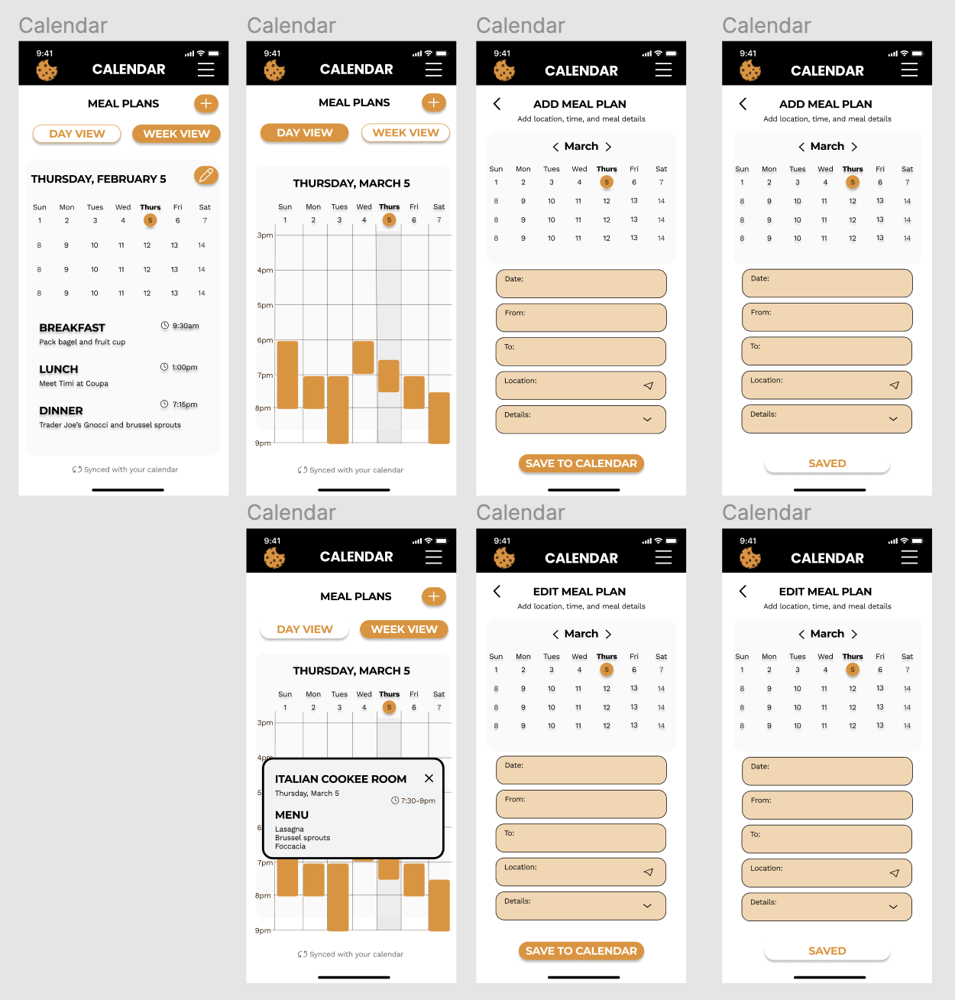 Calendar
9:41
CALENDAR
MEAL PLANS
+
DAY VIEW
WEEK VIEW
THURSDAY, FEBRUARY 5
Sun Mon Tues Wed Thurs Fri Sat
1 2 3 4 5 6 7
8 9 10 11 12 13 14
8 9 10 11 12 13 14
8 9 10 11 12 13 14
BREAKFAST 9:30am
Pack bagel and fruit cup
LUNCH 1:00pm
Meet Timi at Coupa
DINNER 7:15pm
Trader Joe's Gnocci and brussel sprouts
Synced with your calendar
Calendar
9:41
CALENDAR
MEAL PLANS
+
DAY VIEW
WEEK VIEW
THURSDAY, MARCH 5
Sun Mon Tues Wed Thurs Fri Sat
1 2 3 4 5 6 7
3pm
4pm
5pm
6pm
7pm
8pm
9pm
Synced with your calendar
Calendar
9:41
CALENDAR
ADD MEAL PLAN
Add location, time, and meal details
March
Sun Mon Tues Wed Thurs Fri Sat
1 2 3 4 5 6 7
8 9 10 11 12 13 14
8 9 10 11 12 13 14
8 9 10 11 12 13 14
Date:
From:
To:
Location:
Details:
SAVE TO CALENDAR
Calendar
9:41
CALENDAR
ADD MEAL PLAN
Add location, time, and meal details
March
Sun Mon Tues Wed Thurs Fri Sat
1 2 3 4 5 6 7
8 9 10 11 12 13 14
8 9 10 11 12 13 14
8 9 10 11 12 13 14
Date:
From:
To:
Location:
Details:
SAVED
Calendar
9:41
CALENDAR
MEAL PLANS
+
DAY VIEW
WEEK VIEW
THURSDAY, MARCH 5
Sun Mon Tues Wed Thurs Fri Sat
1 2 3 4 5 6 7
3pm
4pm
ITALIAN COOKEE ROOM
Thursday, March 5
5
7:30-9pm
MENU
6
Lasagna
Brussel sprouts
Foccacia
7pm
8pm
9pm
Synced with your calendar
Calendar
9:41
CALENDAR
EDIT MEAL PLAN
Add location, time, and meal details
March
Sun Mon Tues Wed Thurs Fri Sat
1 2 3 4 5 6 7
8 9 10 11 12 13 14
8 9 10 11 12 13 14
8 9 10 11 12 13 14
Date:
From:
To:
Location:
Details:
SAVE TO CALENDAR
Calendar
9:41
CALENDAR
EDIT MEAL PLAN
Add location, time, and meal details
March
Sun Mon Tues Wed Thurs Fri Sat
1 2 3 4 5 6 7
8 9 10 11 12 13 14
8 9 10 11 12 13 14
8 9 10 11 12 13 14
Date:
From:
To:
Location:
Details:
SAVED